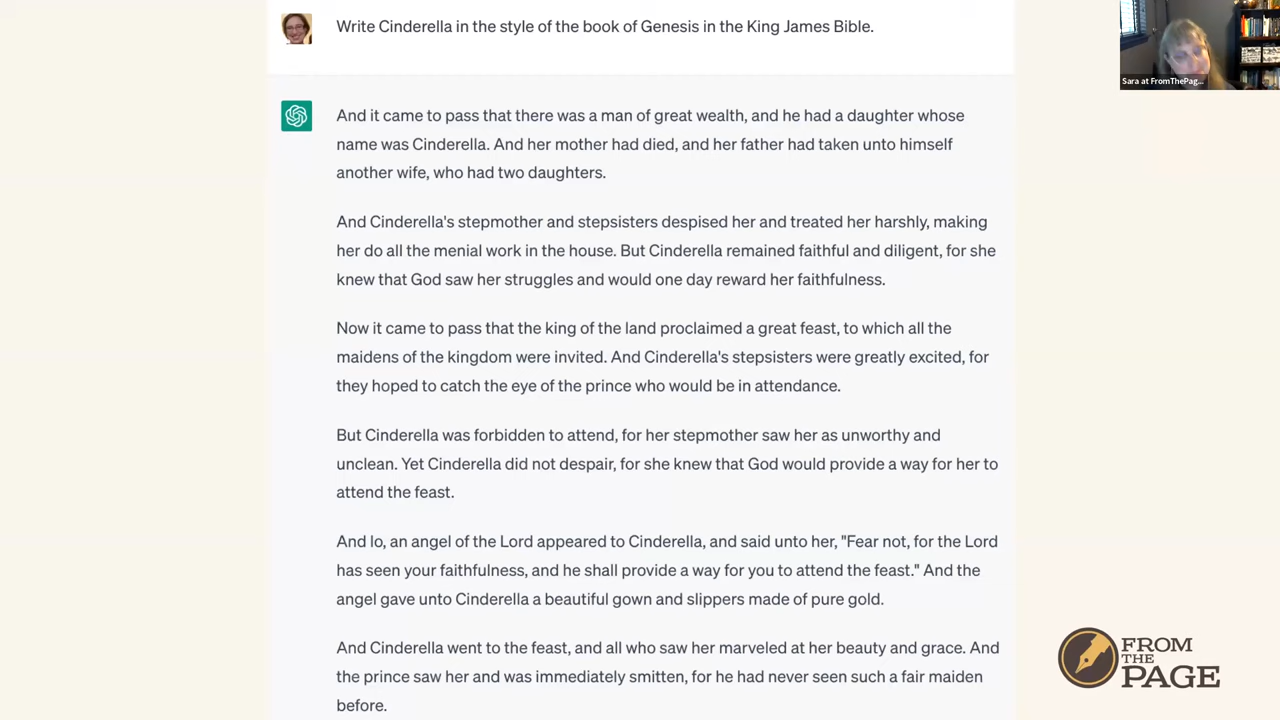 Write Cinderella in the style of the book of Genesis in the King James Bible.
Sara at FromThePag...
And it came to pass that there was a man of great wealth, and he had a daughter whose
name was Cinderella. And her mother had died, and her father had taken unto himself
another wife, who had two daughters.
And Cinderella's stepmother and stepsisters despised her and treated her harshly, making
her do all the menial work in the house. But Cinderella remained faithful and diligent, for she
knew that God saw her struggles and would one day reward her faithfulness.
Now it came to pass that the king of the land proclaimed a great feast, to which all the
maidens of the kingdom were invited. And Cinderella's stepsisters were greatly excited, for
they hoped to catch the eye of the prince who would be in attendance.
But Cinderella was forbidden to attend, for her stepmother saw her as unworthy and
unclean. Yet Cinderella did not despair, for she knew that God would provide a way for her to
attend the feast.
And lo, an angel of the Lord appeared to Cinderella, and said unto her, "Fear not, for the Lord
has seen your faithfulness, and he shall provide a way for you to attend the feast." And the
angel gave unto Cinderella a beautiful gown and slippers made of pure gold.
And Cinderella went to the feast, and all who saw her marveled at her beauty and grace. And
the prince saw her and was immediately smitten, for he had never seen such a fair maiden
before.
FROM
THE
PAGE